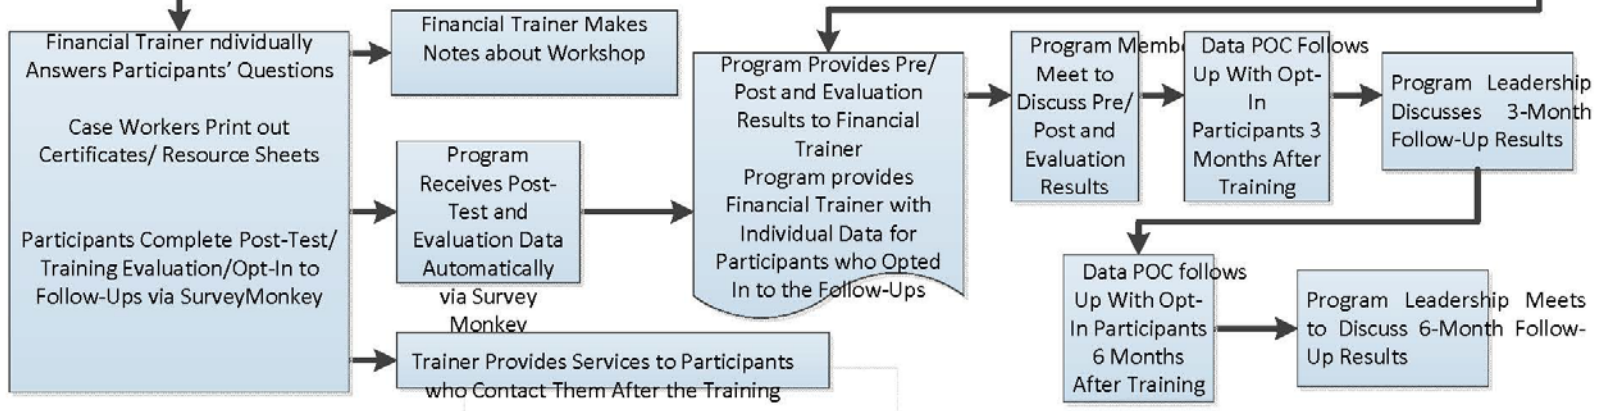 Financial Trainer ndividually
Answers Participants' Questions
Case Workers Print out
Certificates/ Resource Sheets
Participants Complete Post-Test/
Training Evaluation/Opt-In to
Follow-Ups via SurveyMonkey
Financial Trainer Makes
Notes about Workshop
Program
Receives Post-
Test and
Evaluation Data
Automatically
via Survey
Monkey
Trainer Provides Services to Participants
who Contact Them After the Training
Program Provides Pre/
Post and Evaluation
Results to Financial
Trainer
Program provides
Financial Trainer with
Individual Data for
Participants who Opted
In to the Follow-Ups
Program Membe
Meet to
Discuss Pre/
Post and
Evaluation
Results
Data POC Follows
Up With Opt-
In
Participants 3
Months After
Training
Program Leadership
Discusses 3-Month
Follow-Up Results
Data POC follows
Up With Opt-
In Participants
6 Months
After Training
Program Leadership Meets
to Discuss 6-Month Follow-
Up Results